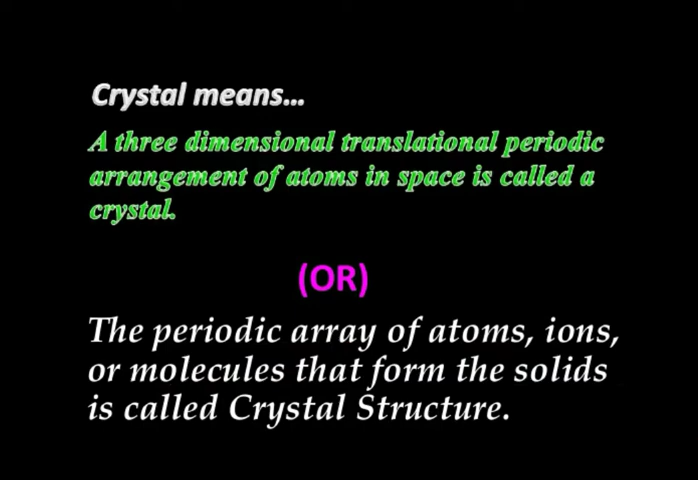 Crystal means...
A three dimensional translational periodic
arrangement of atoms in space is called a
crystal.
(OR)
The periodic array of atoms, ions,
or molecules that form the solids
is called Crystal Structure.